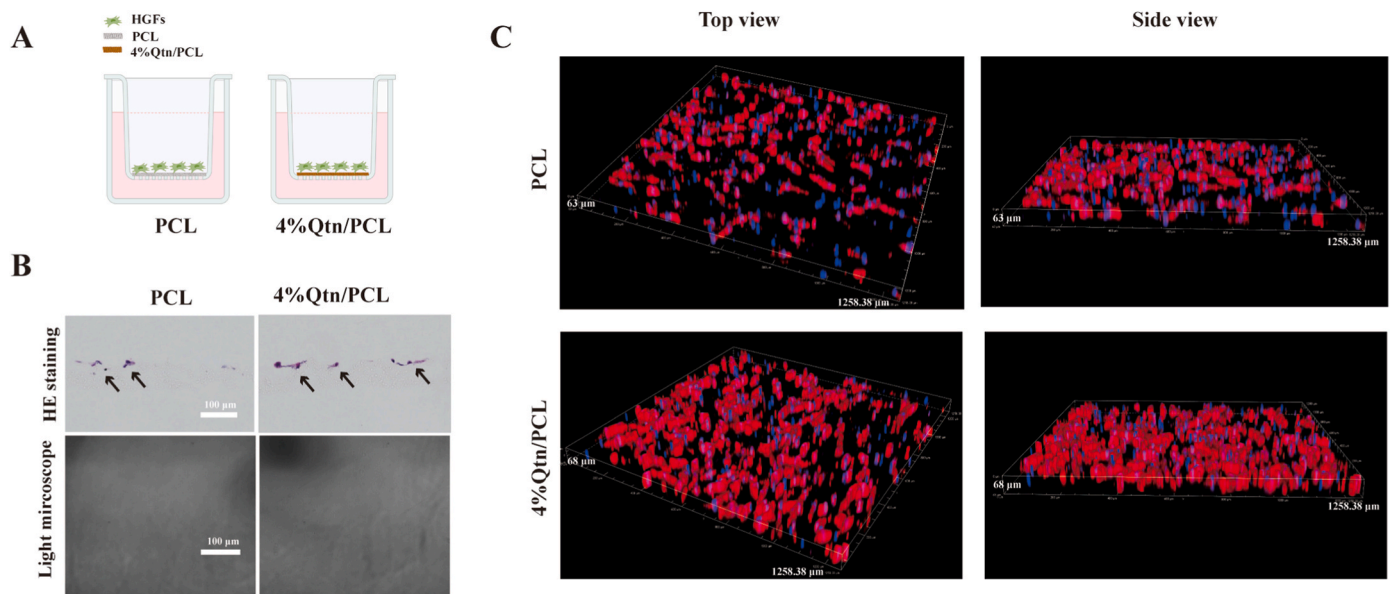 A
HGFs
PCL
4%Qtn/PCL
PCL
4%Qtn/PCL
B
PCL
4%Qtn/PCL
HE staining
100 μm
Light mircoscope
100 μm
C
Top view
Side view
PCL
63 μm
1258.38 μm
63 μm
1258.38 μm
4%Qtn/PCL
68 μm
1258.38 μm
68 μm
1258.38 μm